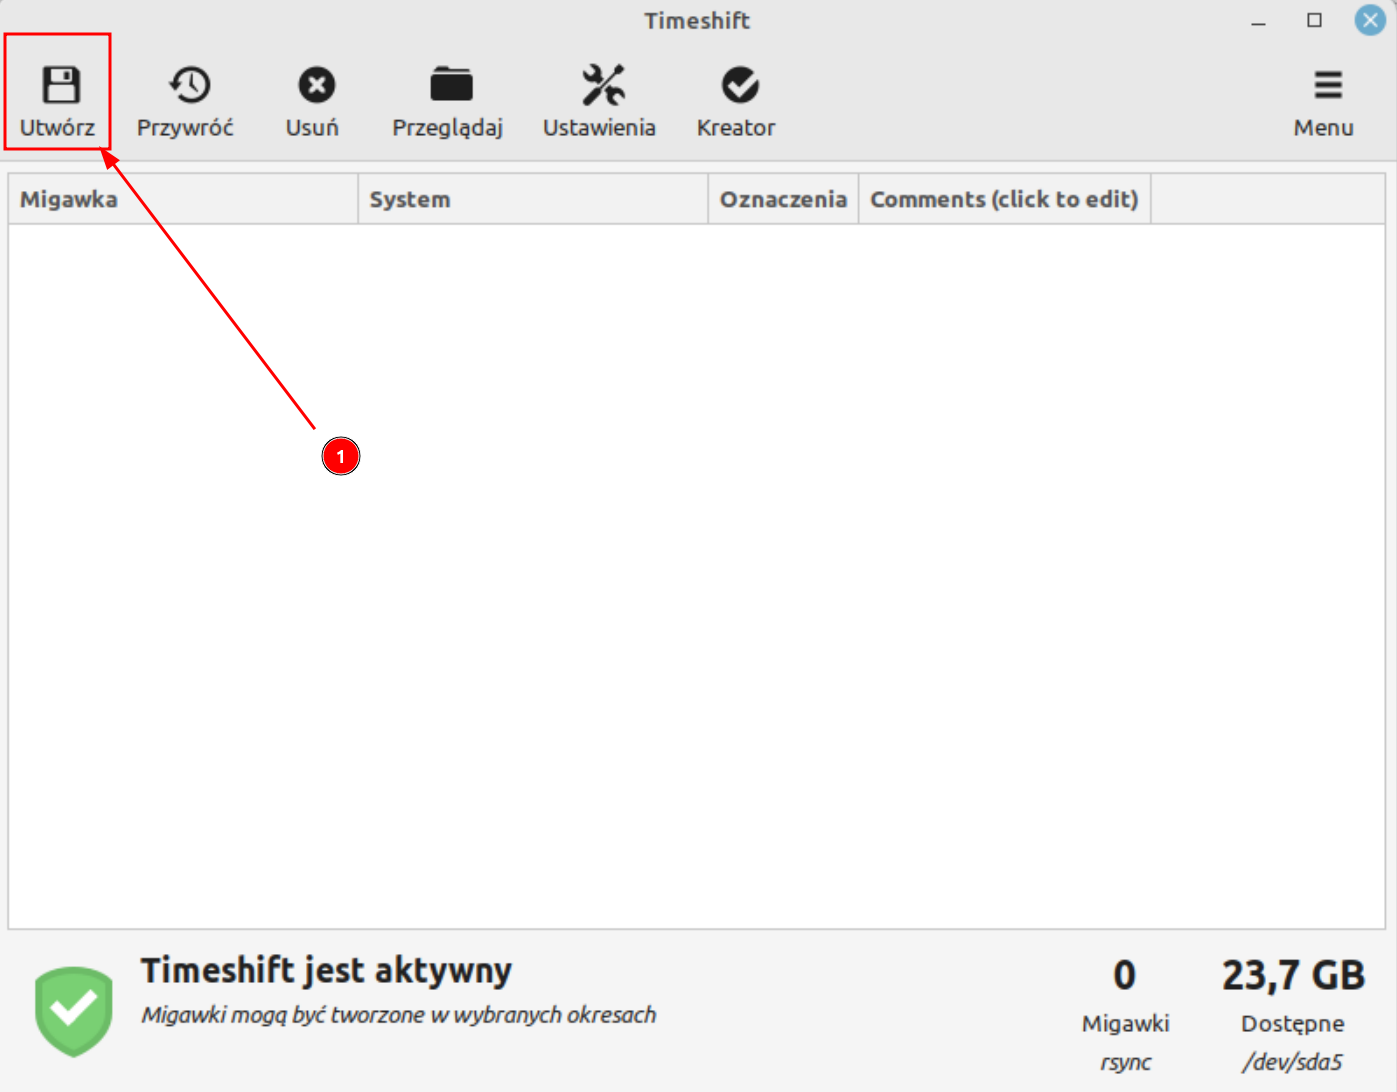 Timeshift
Utwórz Przywróć Usuń Przeglądaj Ustawienia Kreator Menu
Migawka System Oznaczenia Comments (click to edit)
1
Timeshift jest aktywny 0 23,7 GB
Migawki mogą być tworzone w wybranych okresach Migawki Dostępne
rsync /dev/sda5